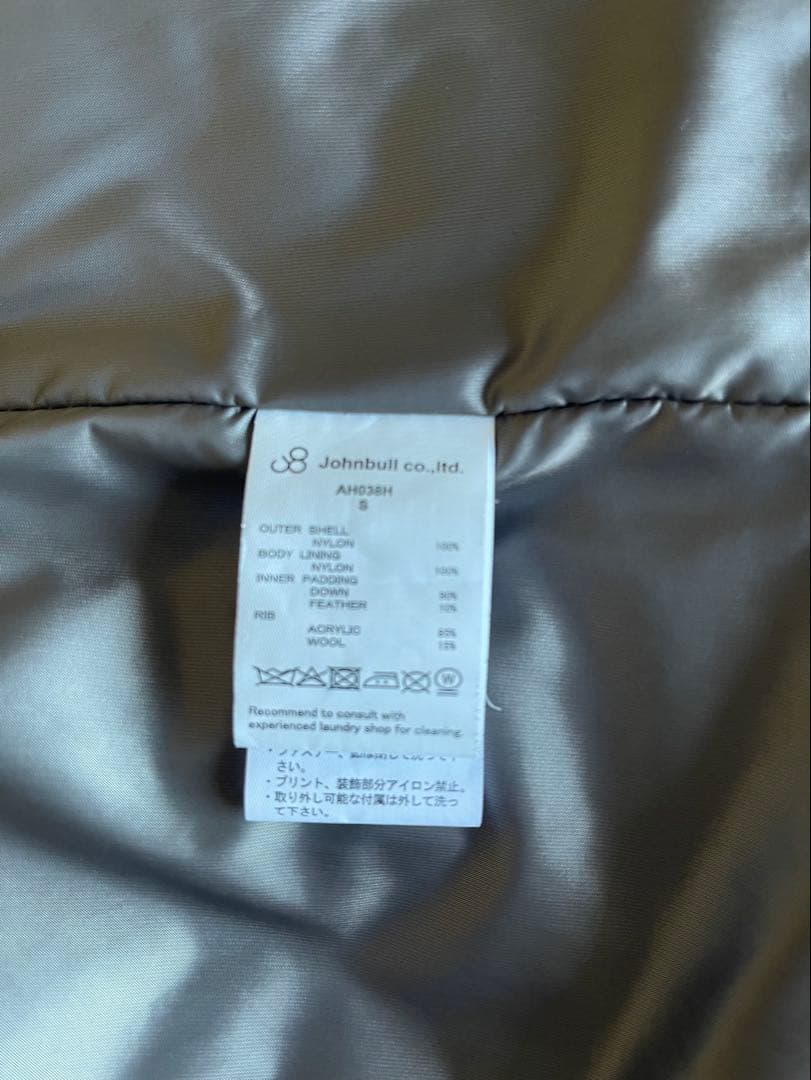 Johnbull co.,ltd.
AH038H
S
OUTER SHELL
NYLON 100%
BODY LINING
NYLON 100%
INNER PADDING
DOWN 90%
FEATHER 10%
RIB
ACRYLIC 85%
WOOL 15%
W
Recommend to consult with
experienced laundry shop for cleaning.
さい。
・プリント、装飾部分アイロン禁止。
・取り外し可能な付属は外して洗っ
て下さい。